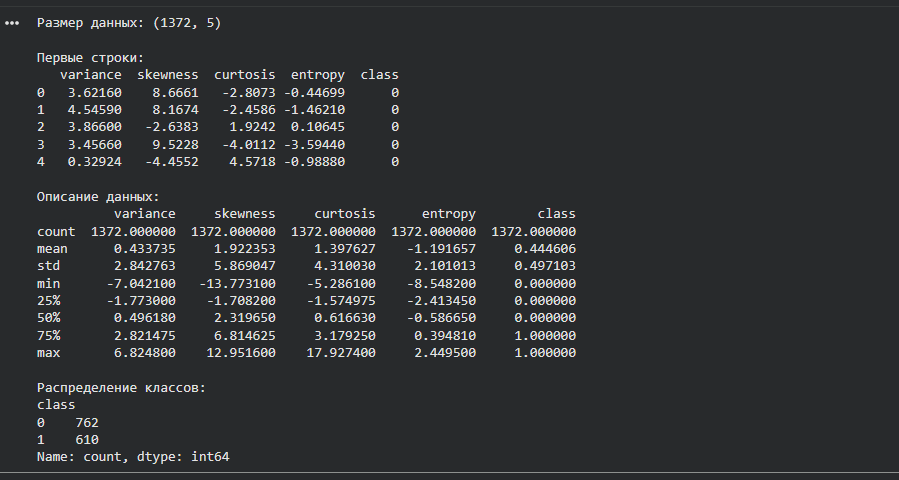 Размер данных: (1372, 5)
Первые строки:
variance skewness curtosis entropy class
0 3.62160 8.6661 -2.8073 -0.44699 0
1 4.54590 8.1674 -2.4586 -1.46210 0
2 3.86600 -2.6383 1.9242 0.10645 0
3 3.45660 9.5228 -4.0112 -3.59440 0
4 0.32924 -4.4552 4.5718 -0.98880 0
Описание данных:
variance skewness curtosis entropy class
count 1372.000000 1372.000000 1372.000000 1372.000000 1372.000000
mean 0.433735 1.922353 1.397627 -1.191657 0.444606
std 2.842763 5.869047 4.310030 2.101013 0.497103
min -7.042100 -13.773100 -5.286100 -8.548200 0.000000
25% -1.773000 -1.708200 -1.574975 -2.413450 0.000000
50% 0.496180 2.319650 0.616630 -0.586650 0.000000
75% 2.821475 6.814625 3.179250 0.394810 1.000000
max 6.824800 12.951600 17.927400 2.449500 1.000000
Распределение классов:
class
0 762
1 610
Name: count, dtype: int64